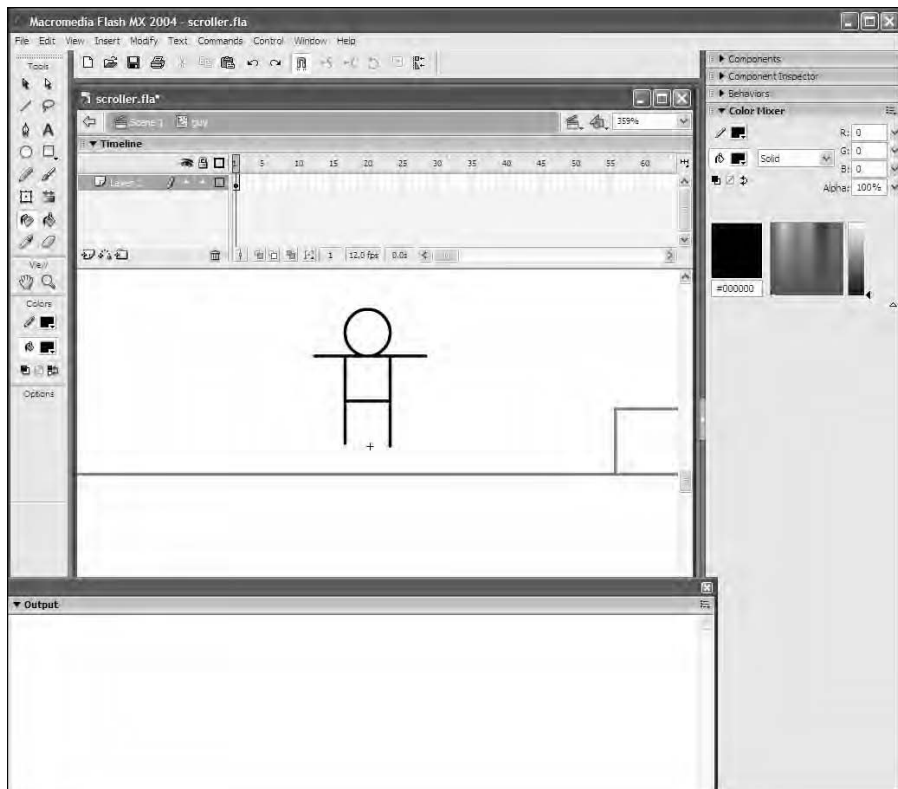 Macromedia Flash MX 2004 - scroller.fla
File Edit View Insert Modify Text Commands Control Window Help
Tools
View
Colors
Options
scroller.fla*
Scene 1 guy
359%
Timeline
1 5 10 15 20 25 30 35 40 45 50 55 60
Layer 1
1 12.0 fps 0.0s
Components
Component Inspector
Behaviors
Color Mixer
R: 0
Solid
G: 0
B: 0
Alpha: 100%
#000000
Output